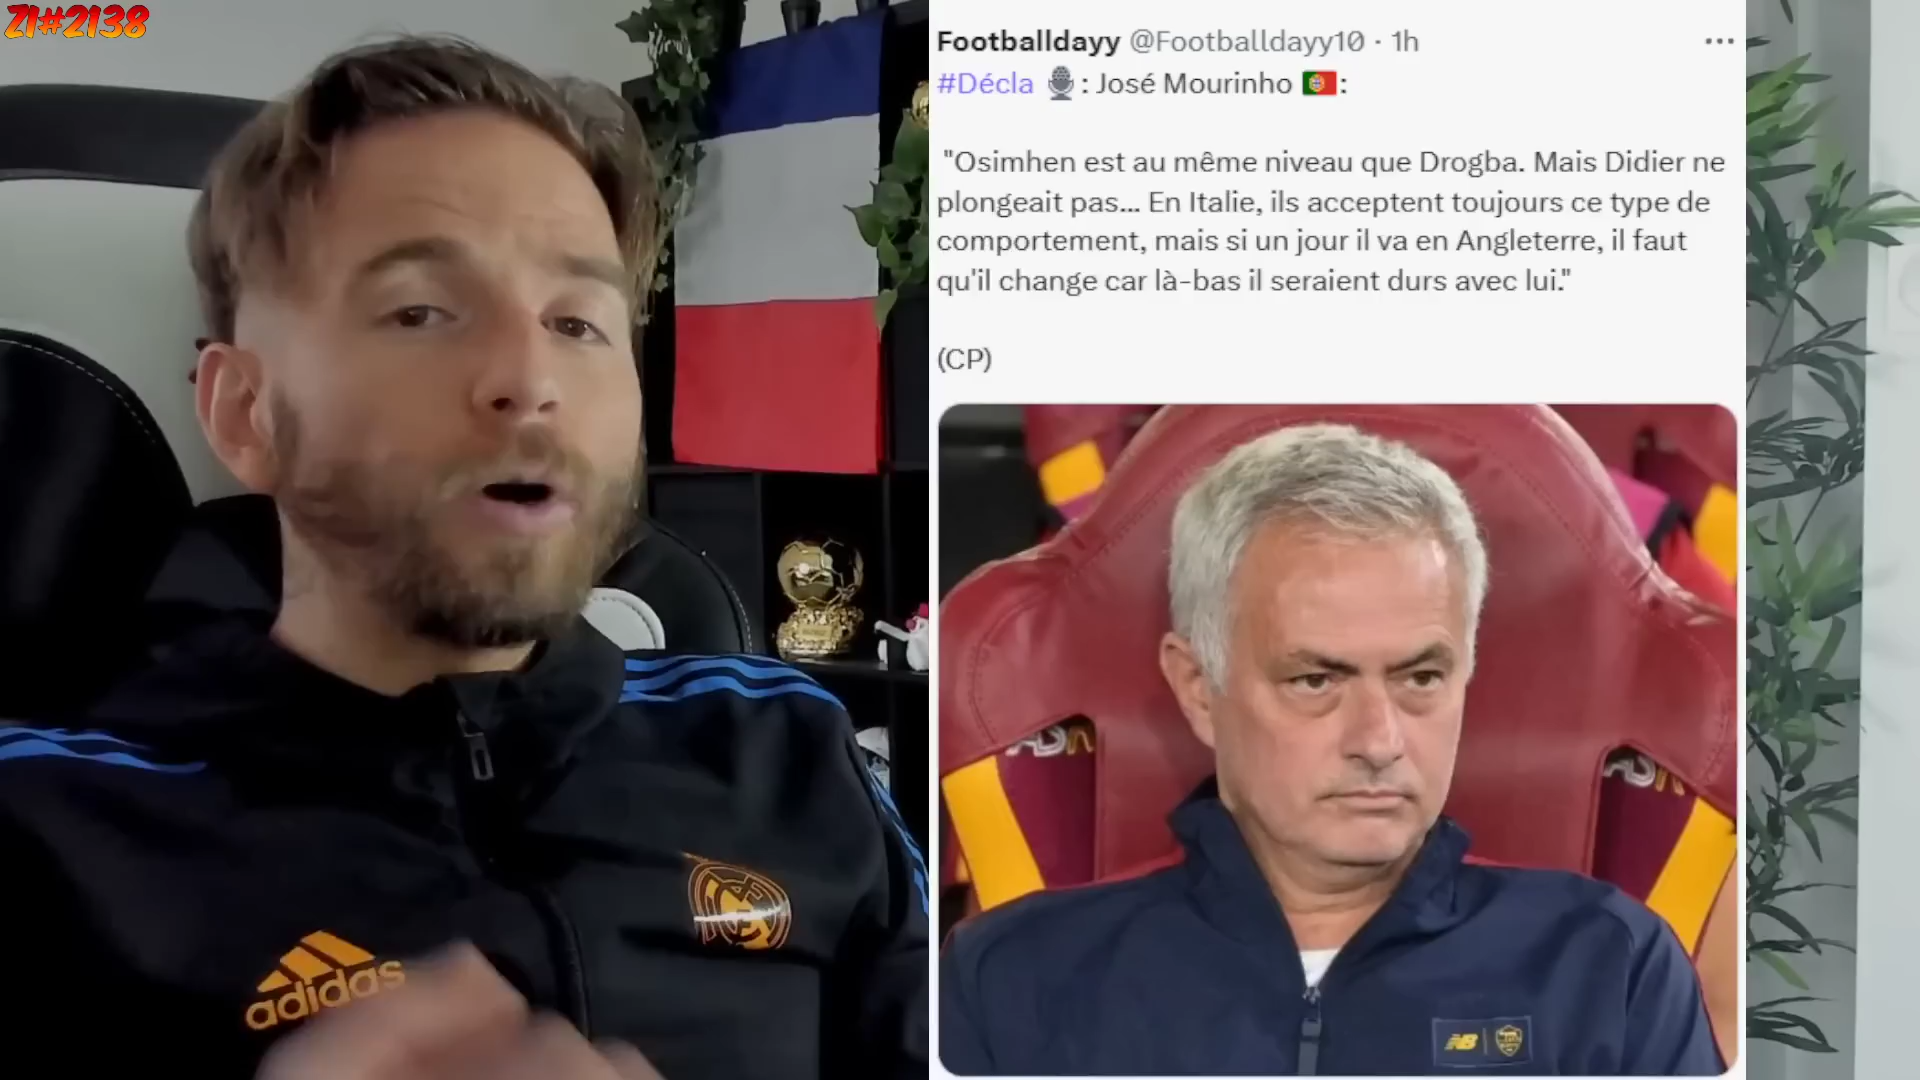 Z1#2138
Footballdayy @Footballdayy10 · 1h
#Décla : José Mourinho :
"Osimhen est au même niveau que Drogba. Mais Didier ne
plongeait pas... En Italie, ils acceptent toujours ce type de
comportement, mais si un jour il va en Angleterre, il faut
qu'il change car là-bas il seraient durs avec lui."
(CP)
adidas
NB